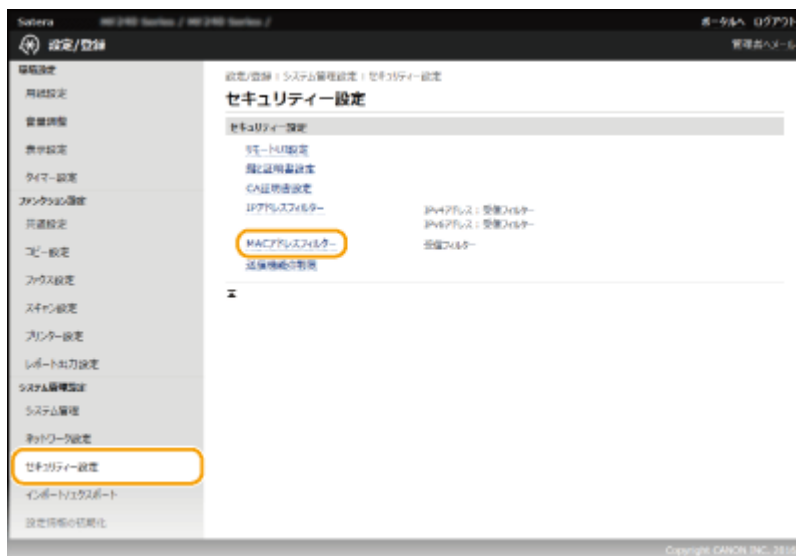 Satera MF240 Series / MF240 Series / ポータルへ ログアウト
設定/登録 管理者へメール
環境設定
用紙設定
音量調整
表示設定
タイマー設定
ファンクション設定
共通設定
コピー設定
ファクス設定
スキャン設定
プリンター設定
レポート出力設定
システム管理設定
システム管理
ネットワーク設定
セキュリティー設定
インポート/エクスポート
設定情報の初期化
設定/登録 : システム管理設定 : セキュリティー設定
セキュリティー設定
セキュリティー設定
リモートUI設定
鍵と証明書設定
CA証明書設定
IPアドレスフィルター IPv4アドレス : 受信フィルター
IPv6アドレス : 受信フィルター
MACアドレスフィルター 受信フィルター
送信機能の制限
Copyright CANON INC. 2016